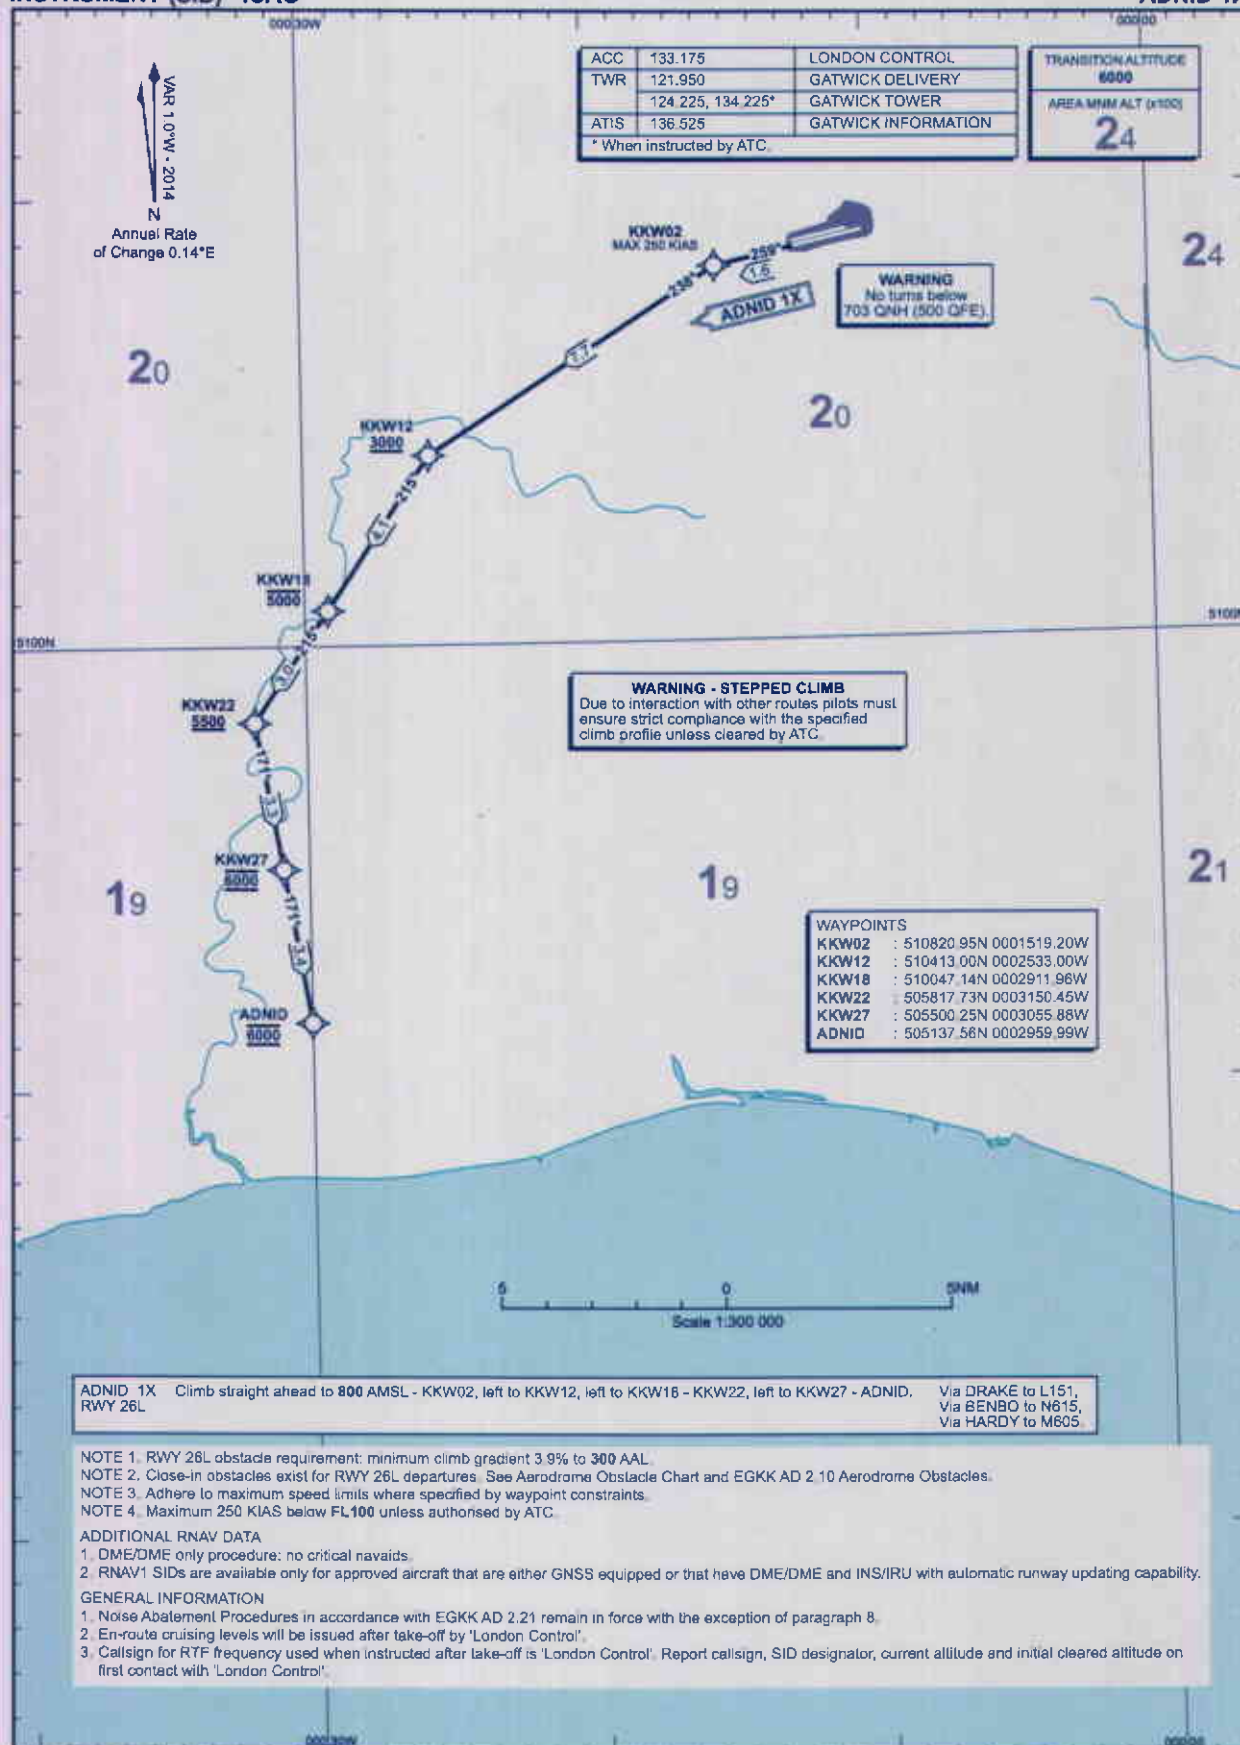 000 30W
000 00
ACC 133.175 LONDON CONTROL
TWR 121.950 GATWICK DELIVERY
124.225, 134.225* GATWICK TOWER
ATIS 136.525 GATWICK INFORMATION
* When instructed by ATC.
TRANSITION ALTITUDE
6000
AREA MNM ALT (x100)
24
VAR 1.0°W - 2014
N
Annual Rate
of Change 0.14°E
KKW02
MAX 250 KIAS
259°
1.6
238°
ADNID 1X
WARNING
No turns below
703 QNH (500 QFE).
24
20
7.7
20
KKW12
3000
215°
4.1
KKW18
5000
215°
5100N
5100N
3.0
KKW22
5500
WARNING - STEPPED CLIMB
Due to interaction with other routes pilots must
ensure strict compliance with the specified
climb profile unless cleared by ATC.
171°
3.3
KKW27
6000
19
19
21
171°
3.4
ADNID
6000
WAYPOINTS
KKW02 : 510820.95N 0001519.20W
KKW12 : 510413.00N 0002533.00W
KKW18 : 510047.14N 0002911.96W
KKW22 : 505817.73N 0003150.45W
KKW27 : 505500.25N 0003055.88W
ADNID : 505137.56N 0002959.99W
5 0 5NM
Scale 1:300 000
ADNID 1X Climb straight ahead to 800 AMSL - KKW02, left to KKW12, left to KKW18 - KKW22, left to KKW27 - ADNID. Via DRAKE to L151,
RWY 26L Via BENBO to N615,
Via HARDY to M605.
NOTE 1. RWY 26L obstacle requirement: minimum climb gradient 3.9% to 300 AAL.
NOTE 2. Close-in obstacles exist for RWY 26L departures. See Aerodrome Obstacle Chart and EGKK AD 2.10 Aerodrome Obstacles.
NOTE 3. Adhere to maximum speed limits where specified by waypoint constraints.
NOTE 4. Maximum 250 KIAS below FL100 unless authorised by ATC.
ADDITIONAL RNAV DATA
1. DME/DME only procedure: no critical navaids.
2. RNAV1 SIDs are available only for approved aircraft that are either GNSS equipped or that have DME/DME and INS/IRU with automatic runway updating capability.
GENERAL INFORMATION
1. Noise Abatement Procedures in accordance with EGKK AD 2.21 remain in force with the exception of paragraph 8.
2. En-route cruising levels will be issued after take-off by 'London Control'.
3. Callsign for RTF frequency used when instructed after take-off is 'London Control'. Report callsign, SID designator, current altitude and initial cleared altitude on
first contact with 'London Control'.
000 30W